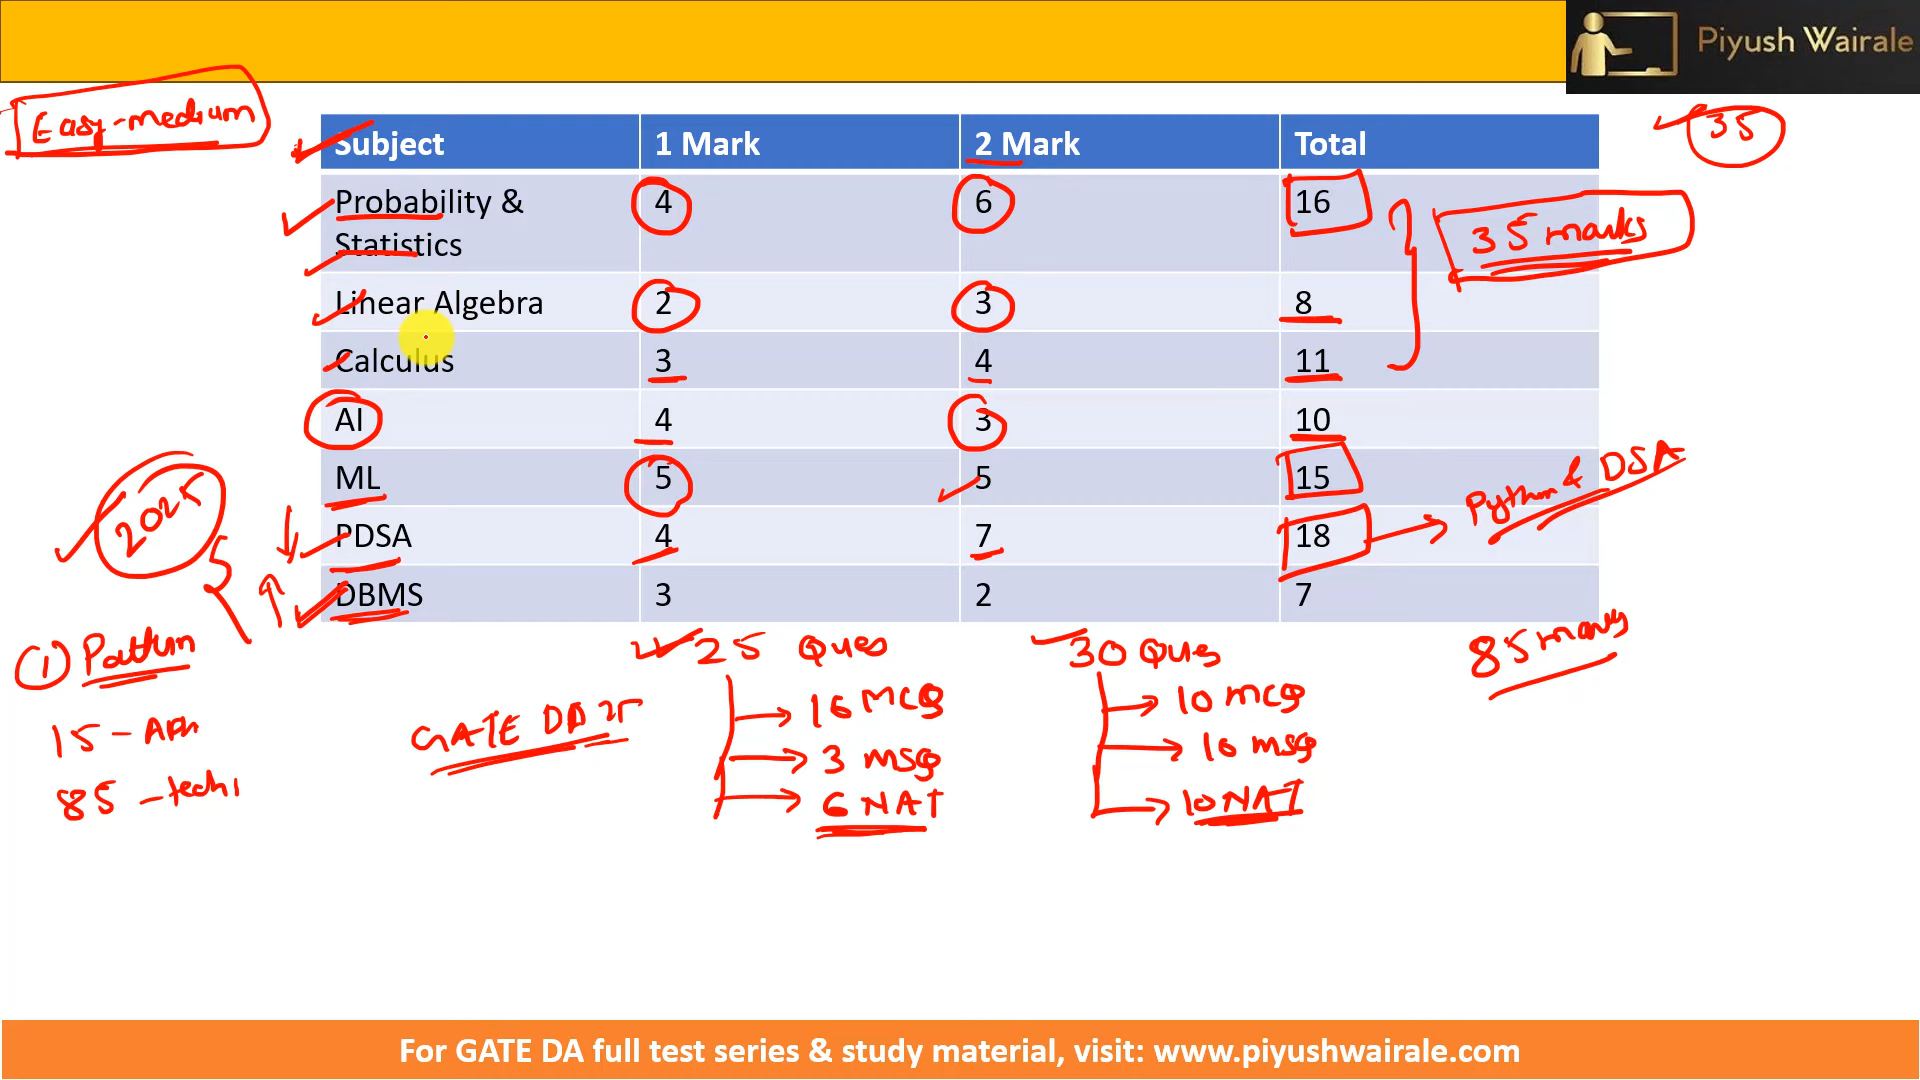 Piyush Wairale
Easy-medium
35
Subject 1 Mark 2 Mark Total
Probability & Statistics 4 6 16
35 marks
Linear Algebra 2 3 8
Calculus 3 4 11
AI 4 3 10
ML 5 5 15
Python & DSA
2025
PDSA 4 7 18
DBMS 3 2 7
① Pattern
25 Ques
30 Ques
85 marks
15 - Apti
85 - tech
GATE DA 25
16 MCQ
3 MSQ
6 NAT
10 MCQ
10 MSQ
10 NAT
For GATE DA full test series & study material, visit: www.piyushwairale.com